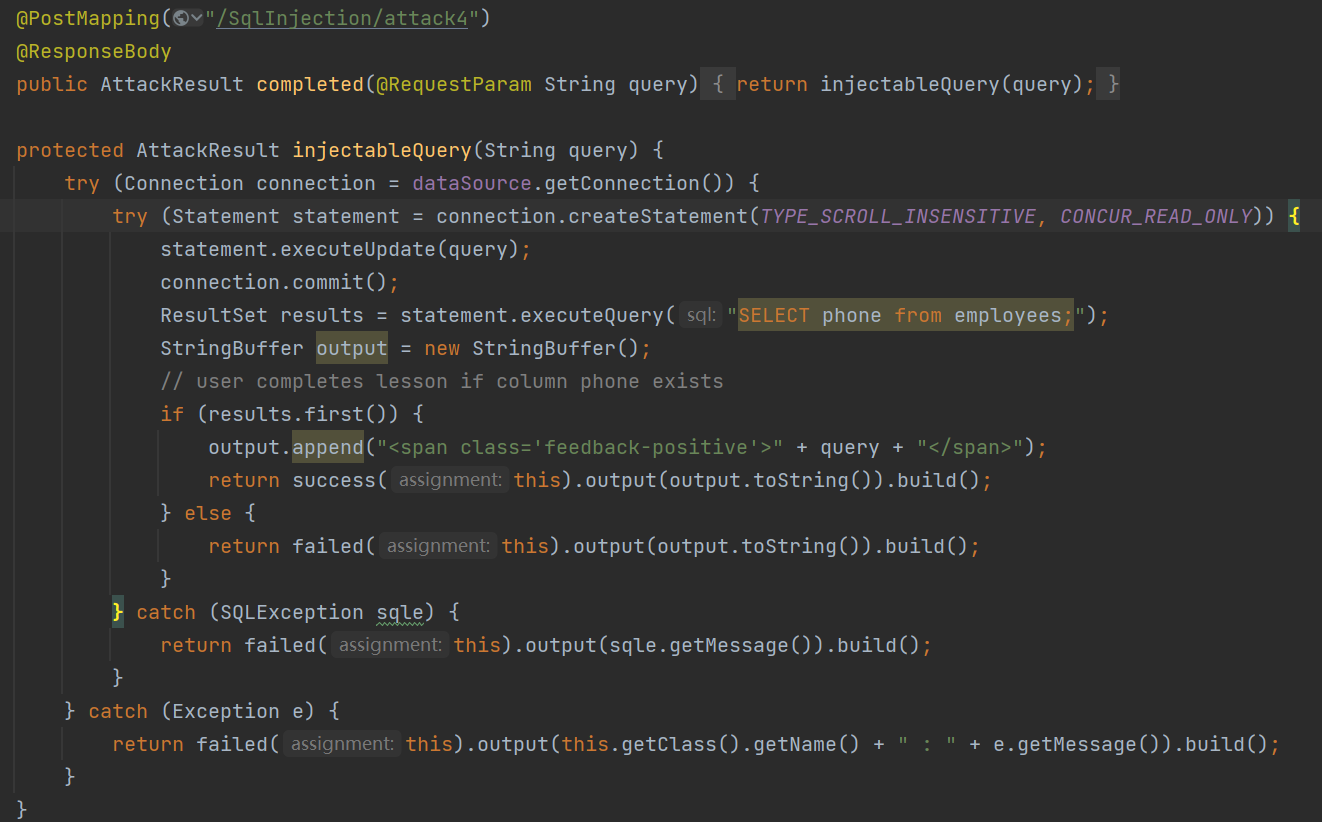 @PostMapping("/SqlInjection/attack4")
@ResponseBody
public AttackResult completed(@RequestParam String query) { return injectableQuery(query); }

protected AttackResult injectableQuery(String query) {
    try (Connection connection = dataSource.getConnection()) {
        try (Statement statement = connection.createStatement(TYPE_SCROLL_INSENSITIVE, CONCUR_READ_ONLY)) {
            statement.executeUpdate(query);
            connection.commit();
            ResultSet results = statement.executeQuery( sql: "SELECT phone from employees;");
            StringBuffer output = new StringBuffer();
            // user completes lesson if column phone exists
            if (results.first()) {
                output.append("<span class='feedback-positive'>" + query + "</span>");
                return success( assignment: this).output(output.toString()).build();
            } else {
                return failed( assignment: this).output(output.toString()).build();
            }
        } catch (SQLException sqle) {
            return failed( assignment: this).output(sqle.getMessage()).build();
        }
    } catch (Exception e) {
        return failed( assignment: this).output(this.getClass().getName() + " : " + e.getMessage()).build();
    }
}